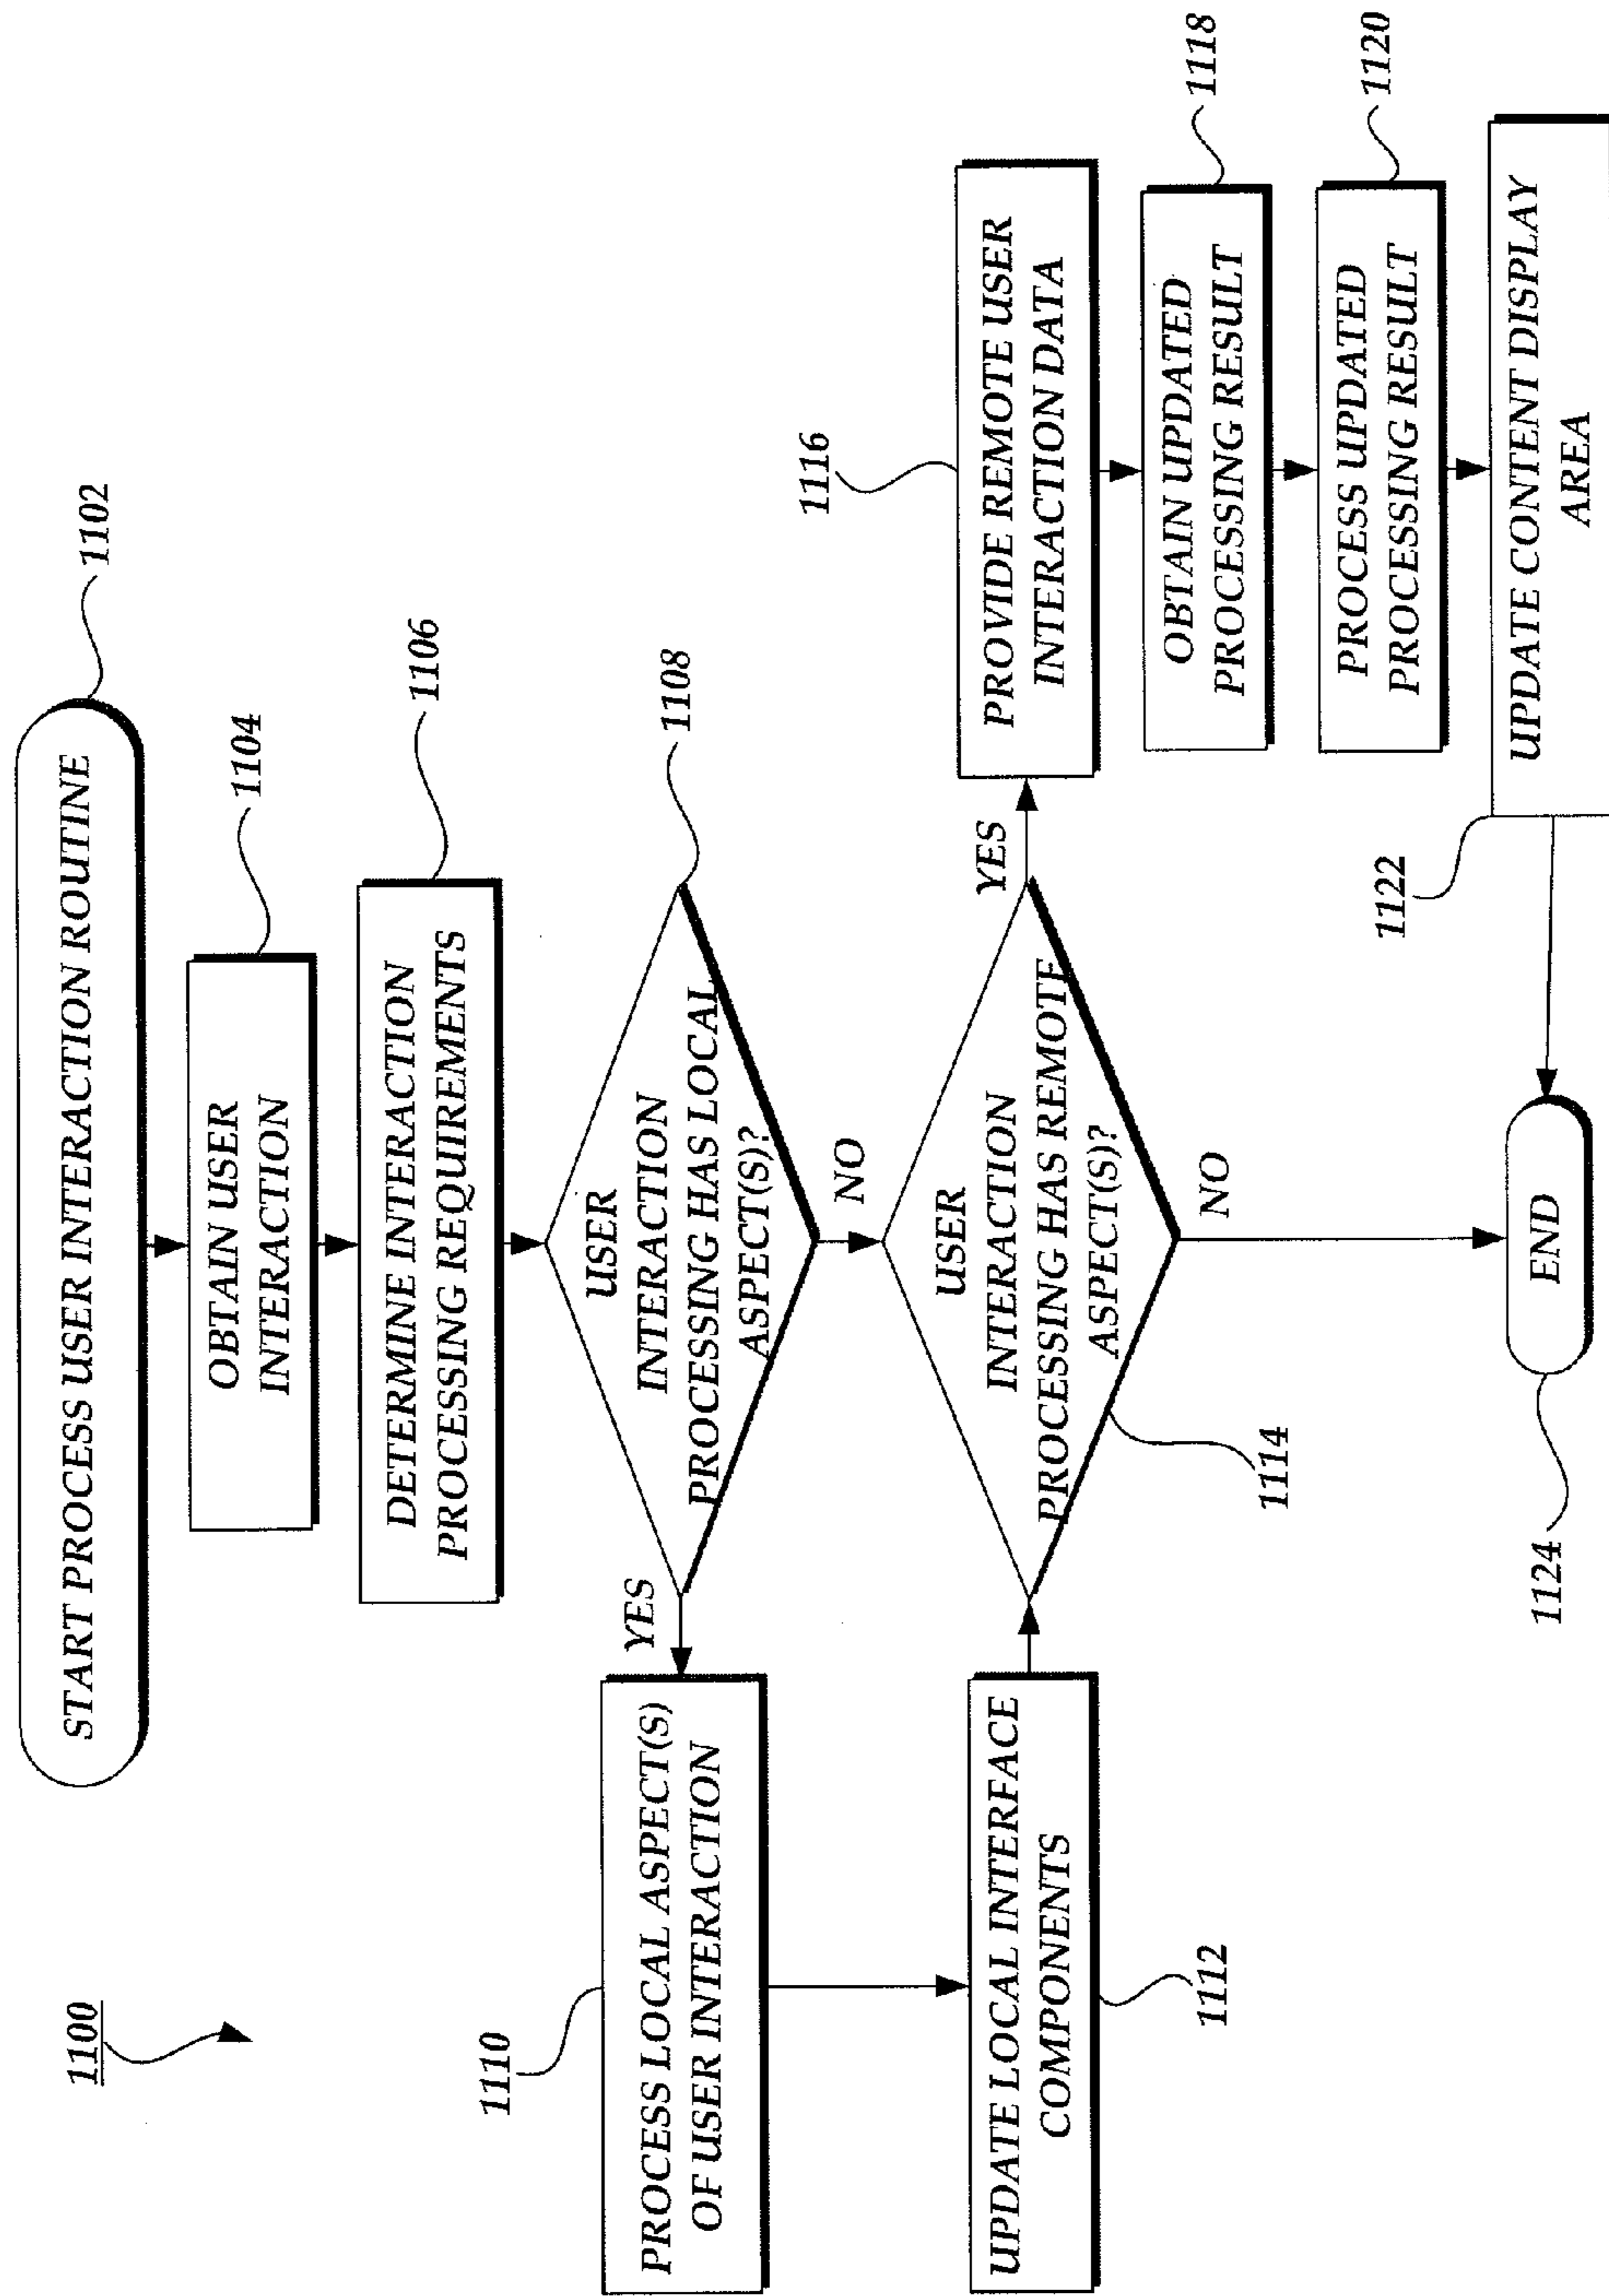 1100
START PROCESS USER INTERACTION ROUTINE
1102
OBTAIN USER
INTERACTION
1104
DETERMINE INTERACTION
PROCESSING REQUIREMENTS
1106
USER
INTERACTION
PROCESSING HAS LOCAL
ASPECT(S)?
1108
YES
NO
1110
PROCESS LOCAL ASPECT(S)
OF USER INTERACTION
UPDATE LOCAL INTERFACE
COMPONENTS
1112
USER
INTERACTION
PROCESSING HAS REMOTE
ASPECT(S)?
1114
YES
NO
1116
PROVIDE REMOTE USER
INTERACTION DATA
OBTAIN UPDATED
PROCESSING RESULT
1118
PROCESS UPDATED
PROCESSING RESULT
1120
UPDATE CONTENT DISPLAY
AREA
1122
END
1124